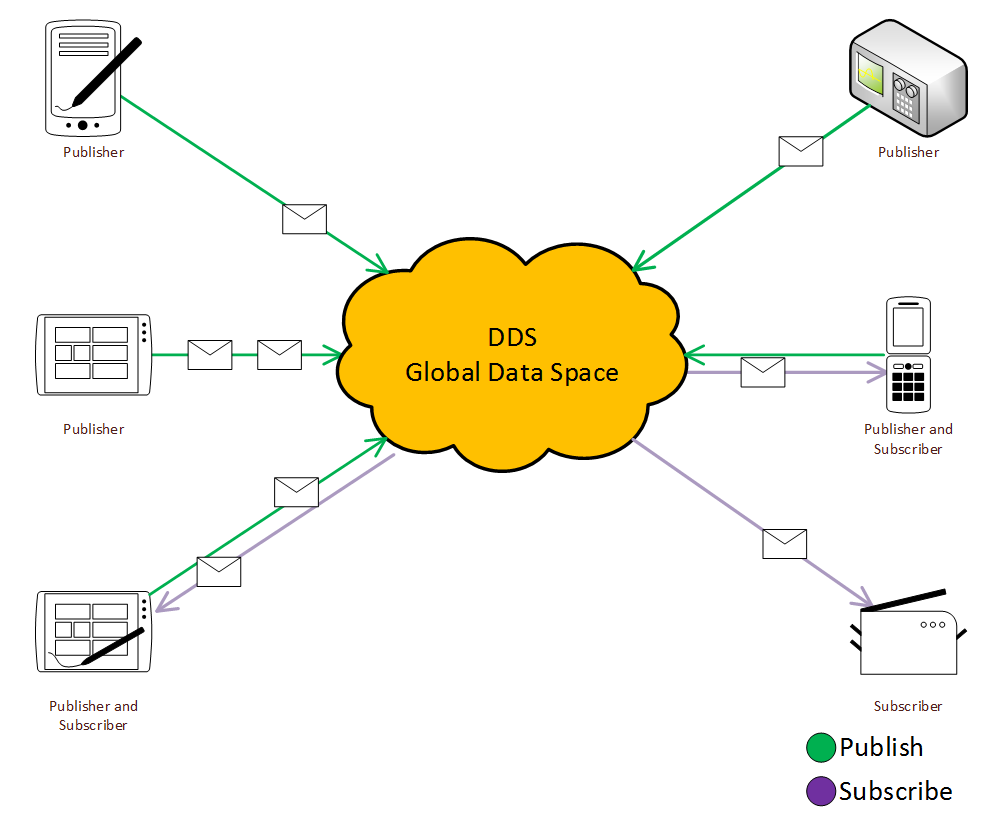 Publisher
Publisher
DDS
Global Data Space
Publisher
Publisher and
Subscriber
Publisher and
Subscriber
Subscriber
Publish
Subscribe